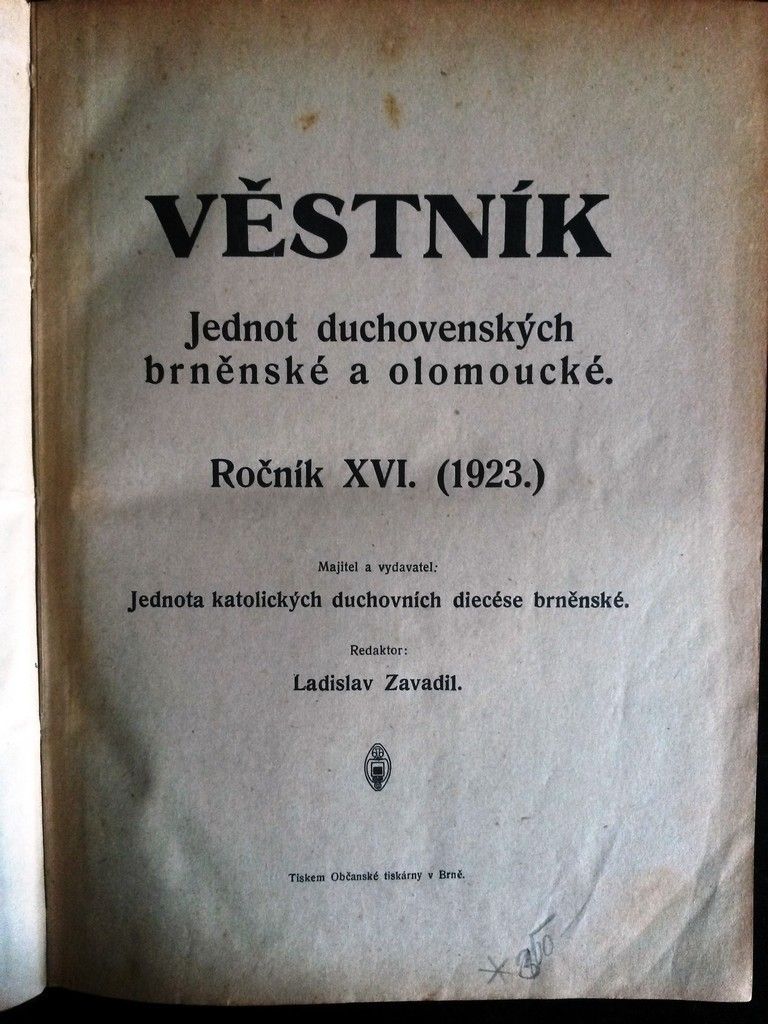 VĚSTNÍK
Jednot duchovenských
brněnské a olomoucké.
Ročník XVI. (1923.)
Majitel a vydavatel:
Jednota katolických duchovních diecése brněnské.
Redaktor:
Ladislav Zavadil.
Tiskem Občanské tiskárny v Brně.